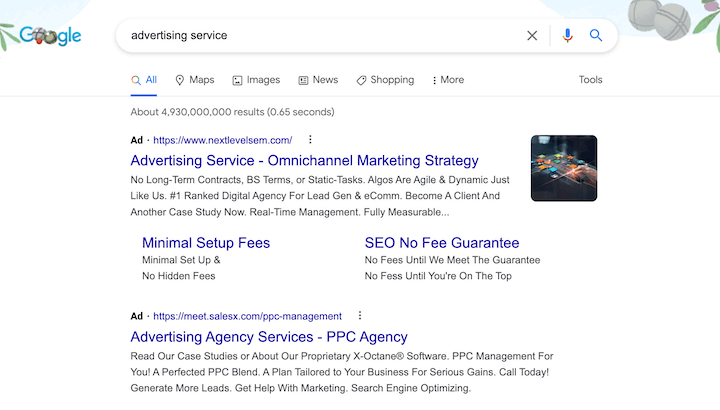 Google
advertising service
All Maps Images News Shopping More Tools
About 4,930,000,000 results (0.65 seconds)
Ad · https://www.nextlevelsem.com/
Advertising Service - Omnichannel Marketing Strategy
No Long-Term Contracts, BS Terms, or Static-Tasks. Algos Are Agile & Dynamic Just
Like Us. #1 Ranked Digital Agency For Lead Gen & eComm. Become A Client And
Another Case Study Now. Real-Time Management. Fully Measurable...
Minimal Setup Fees
Minimal Set Up &
No Hidden Fees
SEO No Fee Guarantee
No Fees Until We Meet The Guarantee
No Fess Until You're On The Top
Ad · https://meet.salesx.com/ppc-management
Advertising Agency Services - PPC Agency
Read Our Case Studies or About Our Proprietary X-Octane® Software. PPC Management For
You! A Perfected PPC Blend. A Plan Tailored to Your Business For Serious Gains. Call Today!
Generate More Leads. Get Help With Marketing. Search Engine Optimizing.